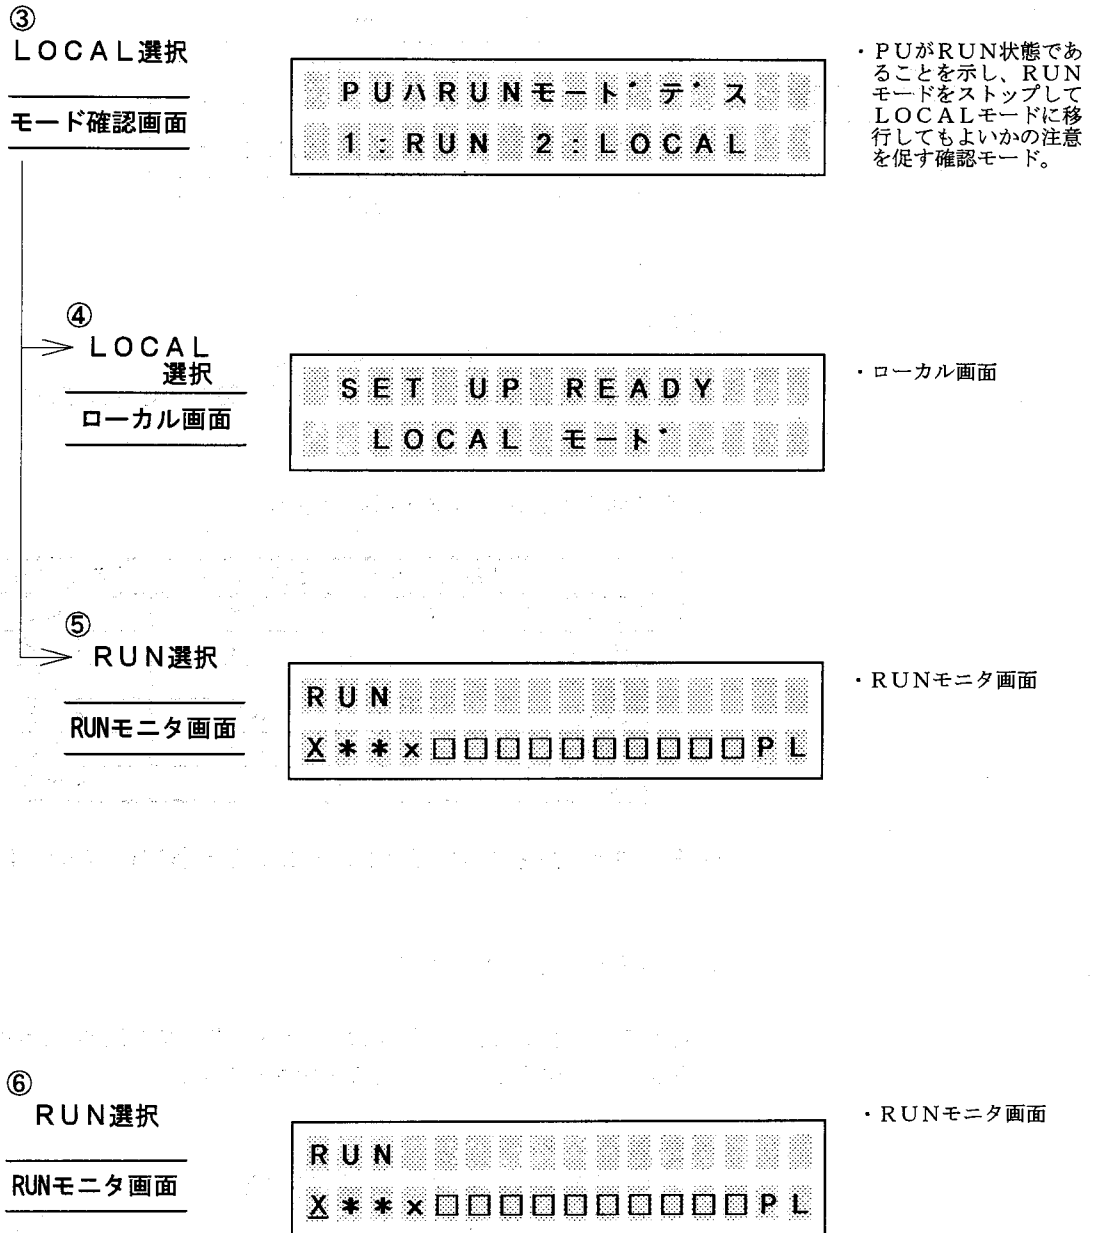 ③
ＬＯＣＡＬ選択
モード確認画面
ＰＵハＲＵＮモードデス
１：ＲＵＮ　２：ＬＯＣＡＬ
・ＰＵがＲＵＮ状態であ
ることを示し、ＲＵＮ
モードをストップして
ＬＯＣＡＬモードに移
行してもよいかの注意
を促す確認モード。
④
ＬＯＣＡＬ
選択
ローカル画面
ＳＥＴ　ＵＰ　ＲＥＡＤＹ
ＬＯＣＡＬ　モード
・ローカル画面
⑤
ＲＵＮ選択
RUNモニタ画面
ＲＵＮ
Ｘ＊＊×□□□□□□□□□□ＰＬ
・ＲＵＮモニタ画面
⑥
ＲＵＮ選択
RUNモニタ画面
ＲＵＮ
Ｘ＊＊×□□□□□□□□□□ＰＬ
・ＲＵＮモニタ画面